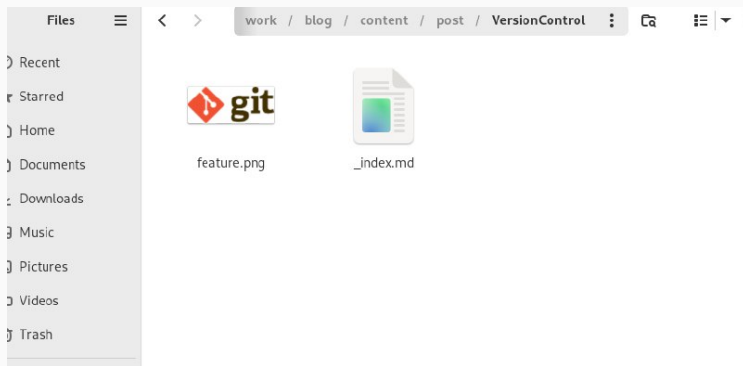 Files
work / blog / content / post / VersionControl
Recent
Starred
Home
Documents
Downloads
Music
Pictures
Videos
Trash
git
feature.png
_index.md